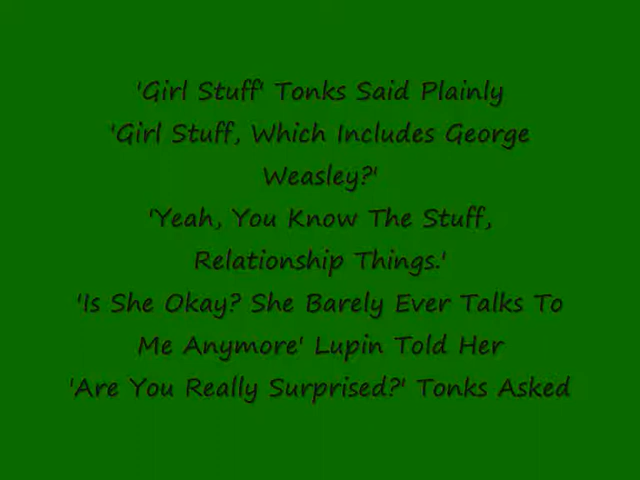 'Girl Stuff' Tonks Said Plainly
'Girl Stuff, Which Includes George
Weasley?'
'Yeah, You Know The Stuff,
Relationship Things.'
'Is She Okay? She Barely Ever Talks To
Me Anymore' Lupin Told Her
'Are You Really Surprised?' Tonks Asked